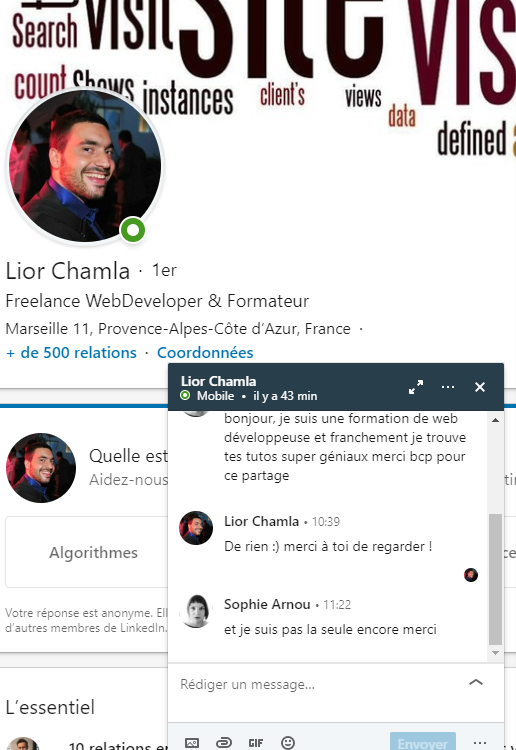 Search
visit
site
vis
count
Shows
instances
client's
views
data
defined
Lior Chamla · 1er
Freelance WebDeveloper & Formateur
Marseille 11, Provence-Alpes-Côte d'Azur, France ·
+ de 500 relations · Coordonnées
Lior Chamla
Mobile • il y a 43 min
bonjour, je suis une formation de web
développeuse et franchement je trouve
tes tutos super géniaux merci bcp pour
ce partage
Quelle est
Aidez-nous
Lior Chamla • 10:39
De rien :) merci à toi de regarder !
Algorithmes
Sophie Arnou • 11:22
et je suis pas la seule encore merci
Votre réponse est anonyme. Ell
d'autres membres de LinkedIn.
Rédiger un message...
L'essentiel
GIF
Envoyer
10 relations e